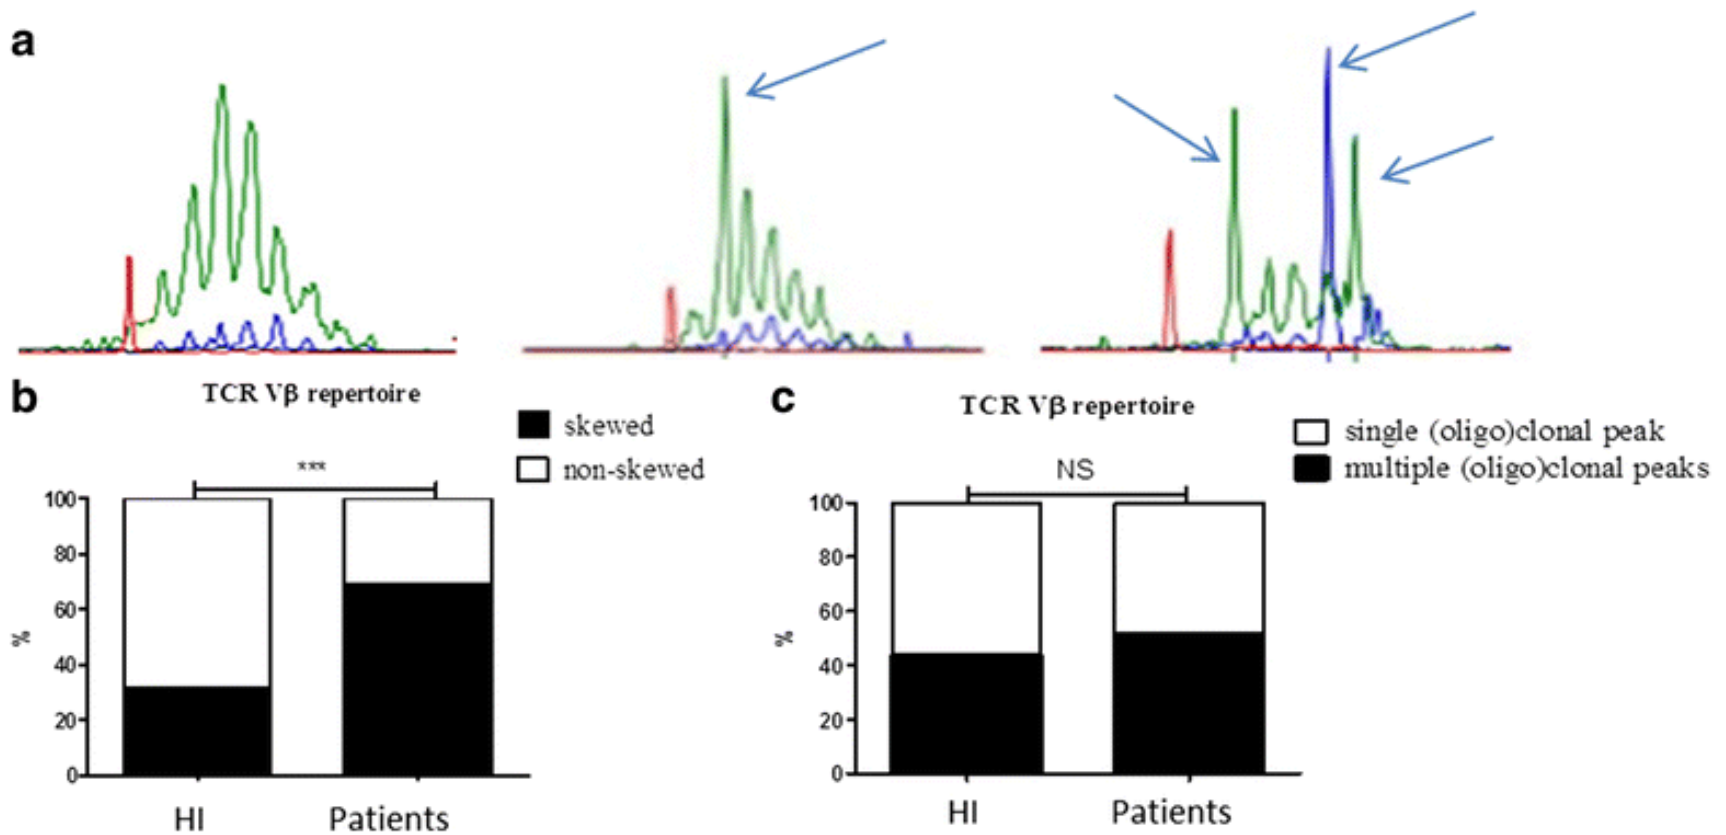 a
b
TCR Vβ repertoire
skewed
non-skewed
***
100
80
60
40
20
0
%
HI
Patients
c
TCR Vβ repertoire
single (oligo)clonal peak
multiple (oligo)clonal peaks
NS
100
80
60
40
20
0
%
HI
Patients